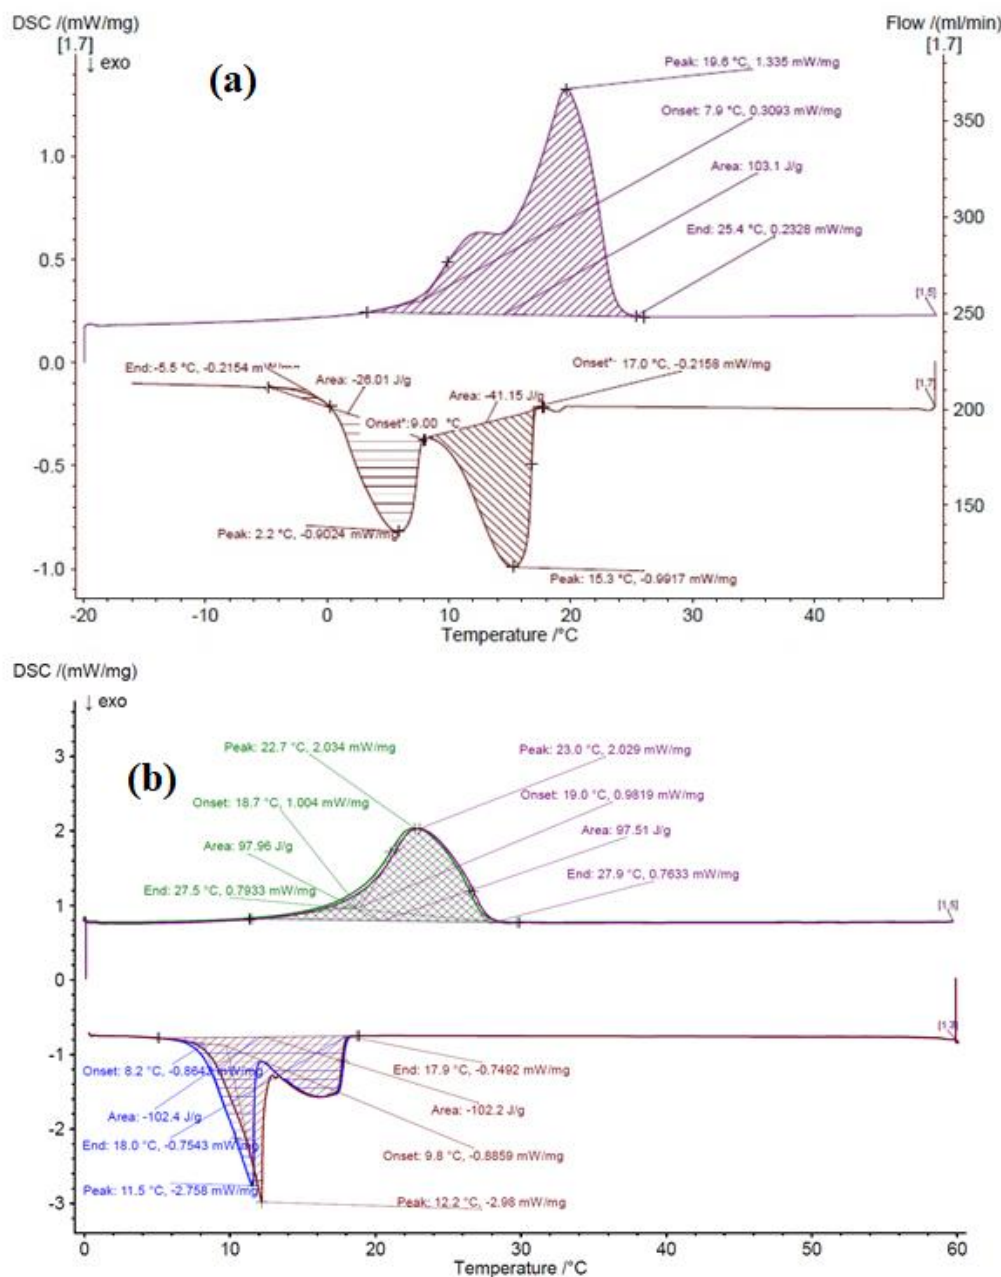 DSC /(mW/mg)
Flow /(ml/min)
[1.7]
[1.7]
↓ exo
(a)
Peak: 19.6 °C, 1.335 mW/mg
Onset: 7.9 °C, 0.3093 mW/mg
Area: 103.1 J/g
End: 25.4 °C, 0.2328 mW/mg
[1,5]
1.0
0.5
0.0
-0.5
-1.0
350
300
250
200
150
End:-5.5 °C, -0.2154 mW/mg
Area: -26.01 J/g
Onset*:9.00 °C
Area: -41.15 J/g
Onset*: 17.0 °C, -0.2158 mW/mg
[1,7]
Peak: 2.2 °C, -0.9024 mW/mg
Peak: 15.3 °C, -0.9917 mW/mg
-20 -10 0 10 20 30 40
Temperature /°C
DSC /(mW/mg)
↓ exo
(b)
Peak: 22.7 °C, 2.034 mW/mg
Peak: 23.0 °C, 2.029 mW/mg
Onset: 18.7 °C, 1.004 mW/mg
Onset: 19.0 °C, 0.9819 mW/mg
Area: 97.96 J/g
Area: 97.51 J/g
End: 27.5 °C, 0.7933 mW/mg
End: 27.9 °C, 0.7633 mW/mg
[1,5]
3
2
1
0
-1
-2
-3
Onset: 8.2 °C, mW/mg
End: 17.9 °C, -0.7492 mW/mg
Area: -102.4 J/g
Area: -102.2 J/g
End: 18.0 °C, -0.7543 mW/mg
Onset: 9.8 °C, -0.8859 mW/mg
Peak: 11.5 °C, -2.758 mW/mg
Peak: 12.2 °C, -2.98 mW/mg
0 10 20 30 40 50 60
Temperature /°C